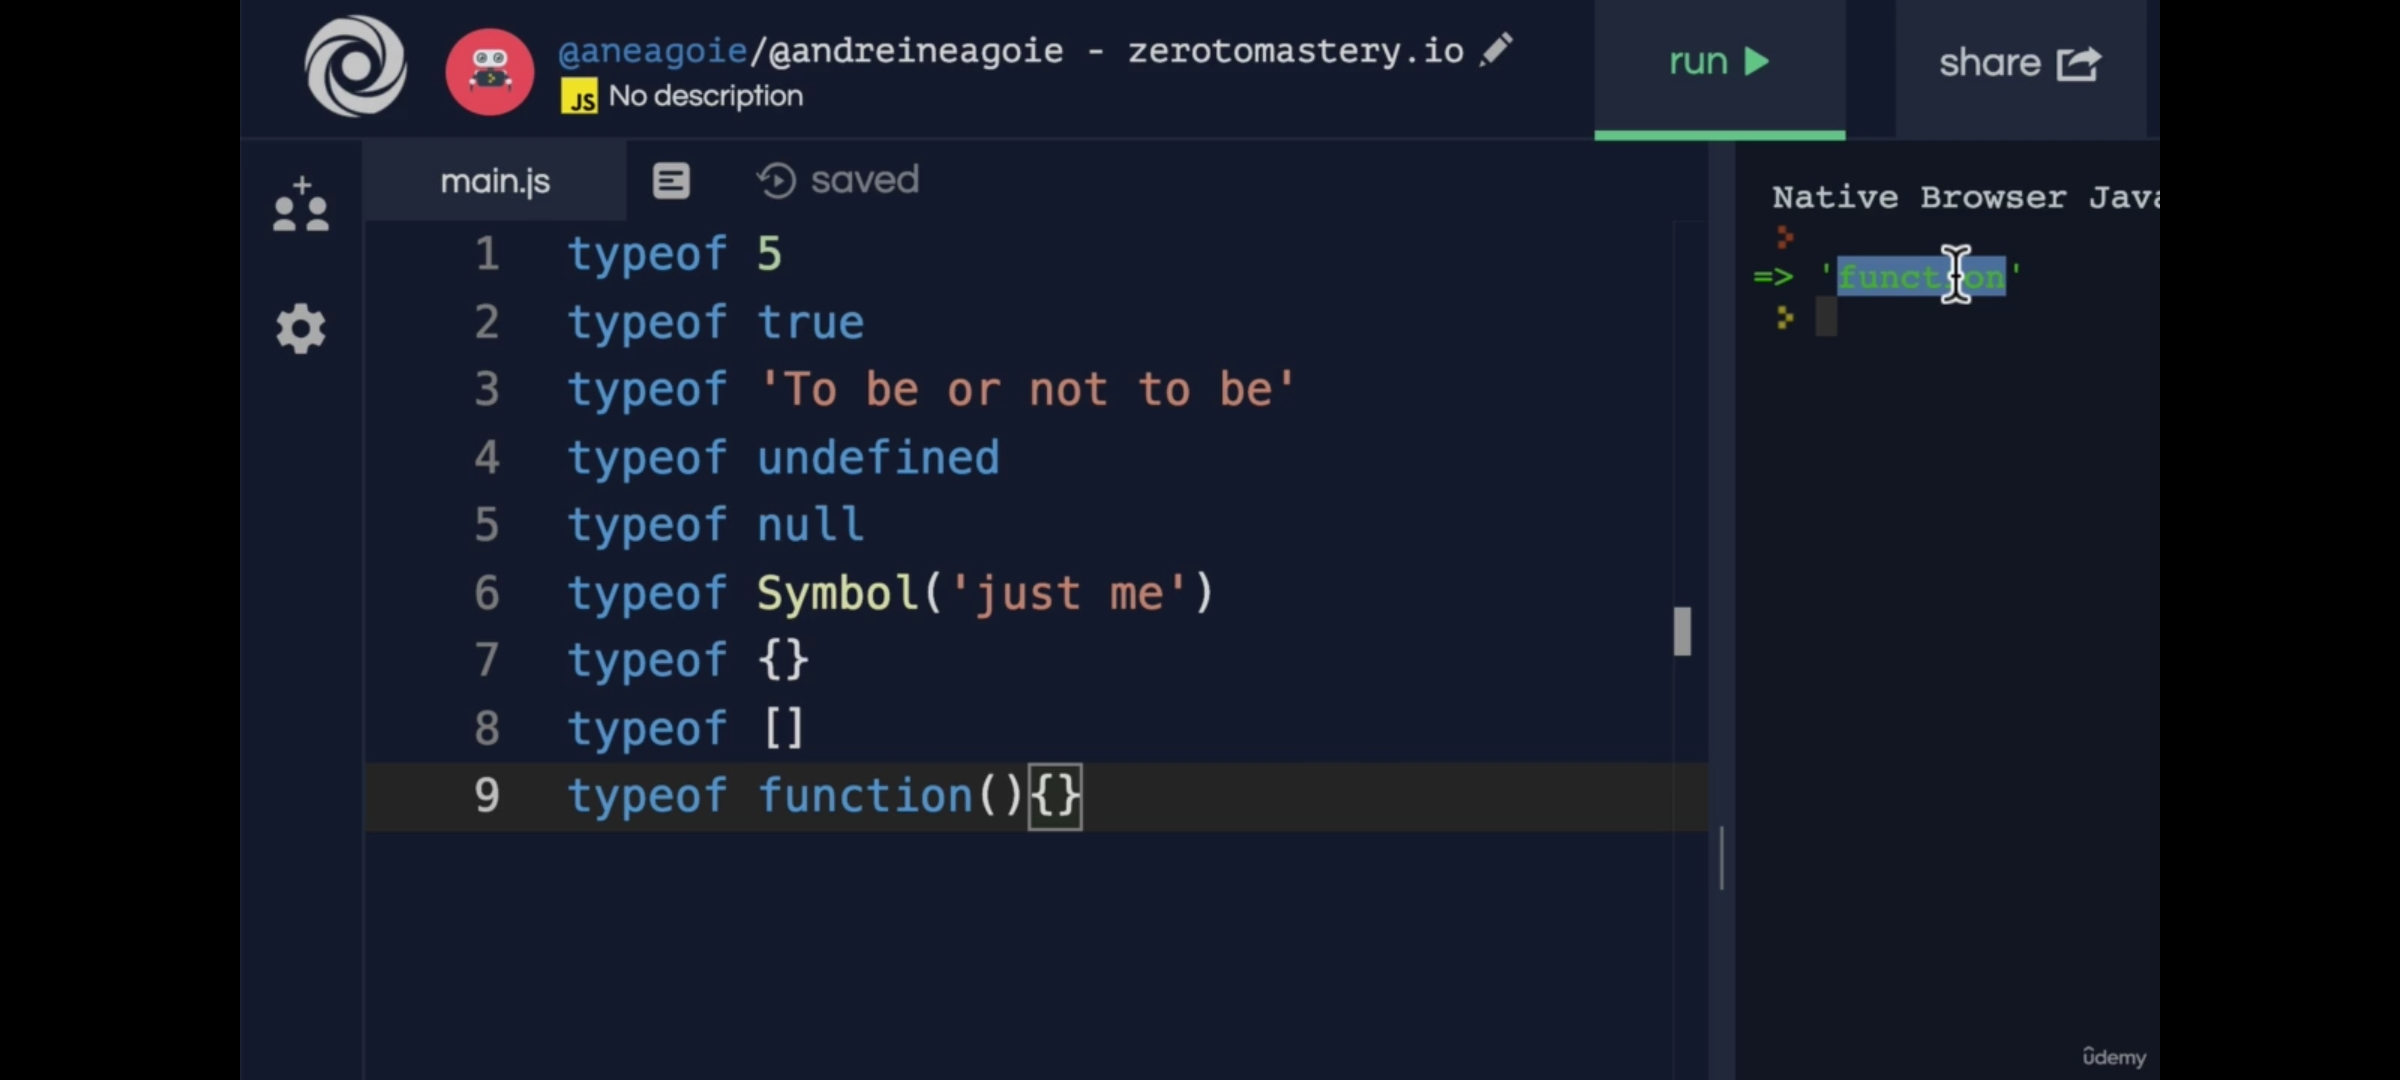 @aneagoie/@andreineagoie - zerotomastery.io
run
share
JS No description
main.js
saved
Native Browser Java
1 typeof 5
=> 'function'
2 typeof true
3 typeof 'To be or not to be'
4 typeof undefined
5 typeof null
6 typeof Symbol('just me')
7 typeof {}
8 typeof []
9 typeof function(){}
ûdemy